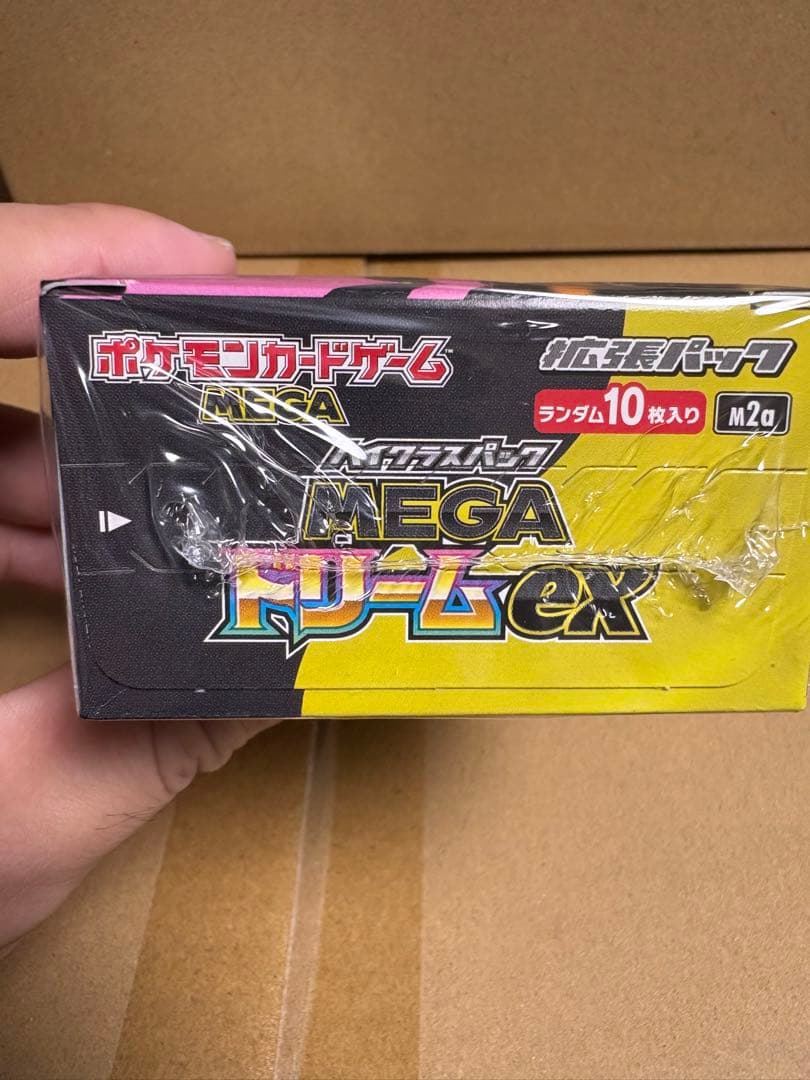 ポケモンカードゲーム
MEGA
拡張パック
ランダム10枚入り
M2a
ハイクラスパック
MEGA
ドリームex